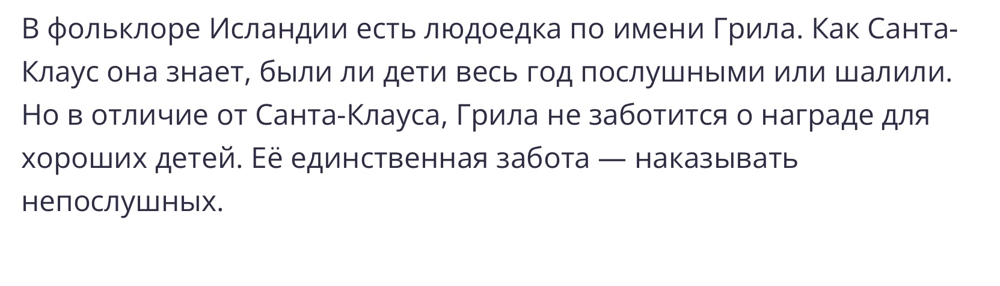 В фольклоре Исландии есть людоедка по имени Грила. Как Санта-
Клаус она знает, были ли дети весь год послушными или шалили.
Но в отличие от Санта-Клауса, Грила не заботится о награде для
хороших детей. Её единственная забота — наказывать
непослушных.